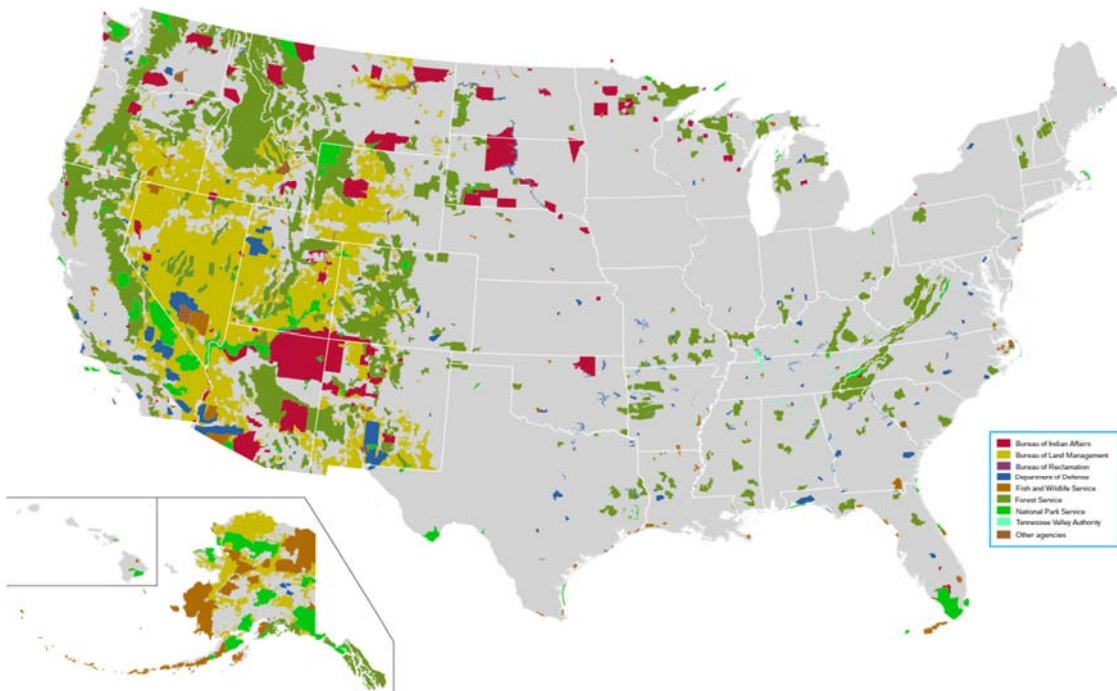 Bureau of Indian Affairs
Bureau of Land Management
Bureau of Reclamation
Department of Defense
Fish and Wildlife Service
Forest Service
National Park Service
Tennessee Valley Authority
Other agencies